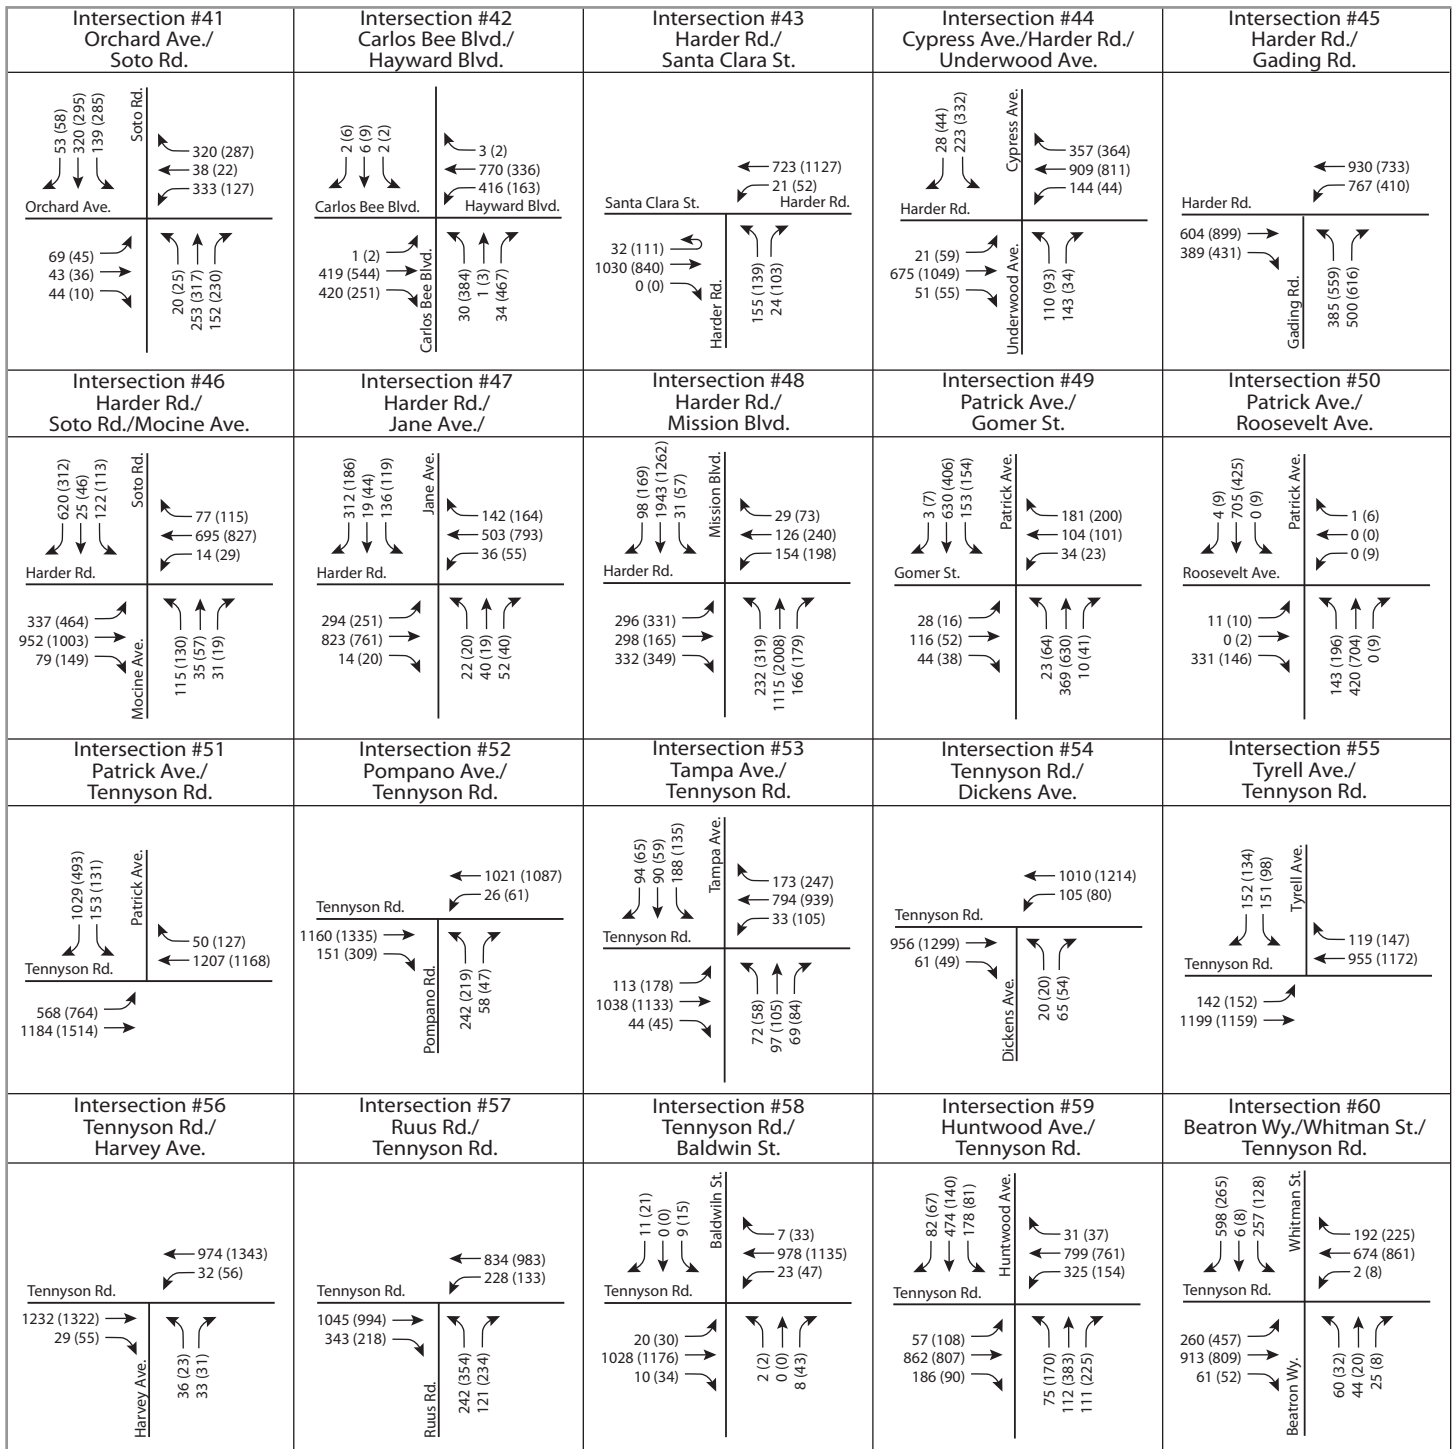 Intersection #41
Orchard Ave./
Soto Rd.
53 (58)
320 (295)
139 (285)
Soto Rd.
320 (287)
38 (22)
333 (127)
Orchard Ave.
69 (45)
43 (36)
44 (10)
20 (25)
253 (317)
152 (230)
Intersection #42
Carlos Bee Blvd./
Hayward Blvd.
2 (6)
6 (9)
2 (2)
3 (2)
770 (336)
416 (163)
Carlos Bee Blvd.
Hayward Blvd.
1 (2)
419 (544)
420 (251)
Carlos Bee Blvd.
30 (384)
1 (3)
34 (467)
Intersection #43
Harder Rd./
Santa Clara St.
723 (1127)
21 (52)
Santa Clara St.
Harder Rd.
32 (111)
1030 (840)
0 (0)
Harder Rd.
155 (139)
24 (103)
Intersection #44
Cypress Ave./Harder Rd./
Underwood Ave.
28 (44)
223 (332)
Cypress Ave.
357 (364)
909 (811)
144 (44)
Harder Rd.
21 (59)
675 (1049)
51 (55)
Underwood Ave.
110 (93)
143 (34)
Intersection #45
Harder Rd./
Gading Rd.
930 (733)
767 (410)
Harder Rd.
604 (899)
389 (431)
Gading Rd.
385 (559)
500 (616)
Intersection #46
Harder Rd./
Soto Rd./Mocine Ave.
620 (312)
25 (46)
122 (113)
Soto Rd.
77 (115)
695 (827)
14 (29)
Harder Rd.
337 (464)
952 (1003)
79 (149)
Mocine Ave.
115 (130)
35 (57)
31 (19)
Intersection #47
Harder Rd./
Jane Ave./
312 (186)
19 (44)
136 (119)
Jane Ave.
142 (164)
503 (793)
36 (55)
Harder Rd.
294 (251)
823 (761)
14 (20)
22 (20)
40 (19)
52 (40)
Intersection #48
Harder Rd./
Mission Blvd.
98 (169)
1943 (1262)
31 (57)
Mission Blvd.
29 (73)
126 (240)
154 (198)
Harder Rd.
296 (331)
298 (165)
332 (349)
232 (319)
1115 (2008)
166 (179)
Intersection #49
Patrick Ave./
Gomer St.
3 (7)
630 (406)
153 (154)
Patrick Ave.
181 (200)
104 (101)
34 (23)
Gomer St.
28 (16)
116 (52)
44 (38)
23 (64)
369 (630)
10 (41)
Intersection #50
Patrick Ave./
Roosevelt Ave.
4 (9)
705 (425)
0 (9)
Patrick Ave.
1 (6)
0 (0)
0 (9)
Roosevelt Ave.
11 (10)
0 (2)
331 (146)
143 (196)
420 (704)
0 (9)
Intersection #51
Patrick Ave./
Tennyson Rd.
1029 (493)
153 (131)
Patrick Ave.
50 (127)
1207 (1168)
Tennyson Rd.
568 (764)
1184 (1514)
Intersection #52
Pompano Ave./
Tennyson Rd.
1021 (1087)
26 (61)
Tennyson Rd.
1160 (1335)
151 (309)
Pompano Rd.
242 (219)
58 (47)
Intersection #53
Tampa Ave./
Tennyson Rd.
94 (65)
90 (59)
188 (135)
Tampa Ave.
173 (247)
794 (939)
33 (105)
Tennyson Rd.
113 (178)
1038 (1133)
44 (45)
72 (58)
97 (105)
69 (84)
Intersection #54
Tennyson Rd./
Dickens Ave.
1010 (1214)
105 (80)
Tennyson Rd.
956 (1299)
61 (49)
Dickens Ave.
20 (20)
65 (54)
Intersection #55
Tyrell Ave./
Tennyson Rd.
152 (134)
151 (98)
Tyrell Ave.
119 (147)
955 (1172)
Tennyson Rd.
142 (152)
1199 (1159)
Intersection #56
Tennyson Rd./
Harvey Ave.
974 (1343)
32 (56)
Tennyson Rd.
1232 (1322)
29 (55)
Harvey Ave.
36 (23)
33 (31)
Intersection #57
Ruus Rd./
Tennyson Rd.
834 (983)
228 (133)
Tennyson Rd.
1045 (994)
343 (218)
Ruus Rd.
242 (354)
121 (234)
Intersection #58
Tennyson Rd./
Baldwin St.
11 (21)
0 (0)
9 (15)
Baldwiln St.
7 (33)
978 (1135)
23 (47)
Tennyson Rd.
20 (30)
1028 (1176)
10 (34)
2 (2)
0 (0)
8 (43)
Intersection #59
Huntwood Ave./
Tennyson Rd.
82 (67)
474 (140)
178 (81)
Huntwood Ave.
31 (37)
799 (761)
325 (154)
Tennyson Rd.
57 (108)
862 (807)
186 (90)
75 (170)
112 (383)
111 (225)
Intersection #60
Beatron Wy./Whitman St./
Tennyson Rd.
598 (265)
6 (8)
257 (128)
Whitman St.
192 (225)
674 (861)
2 (8)
Tennyson Rd.
260 (457)
913 (809)
61 (52)
Beatron Wy.
60 (32)
44 (20)
25 (8)